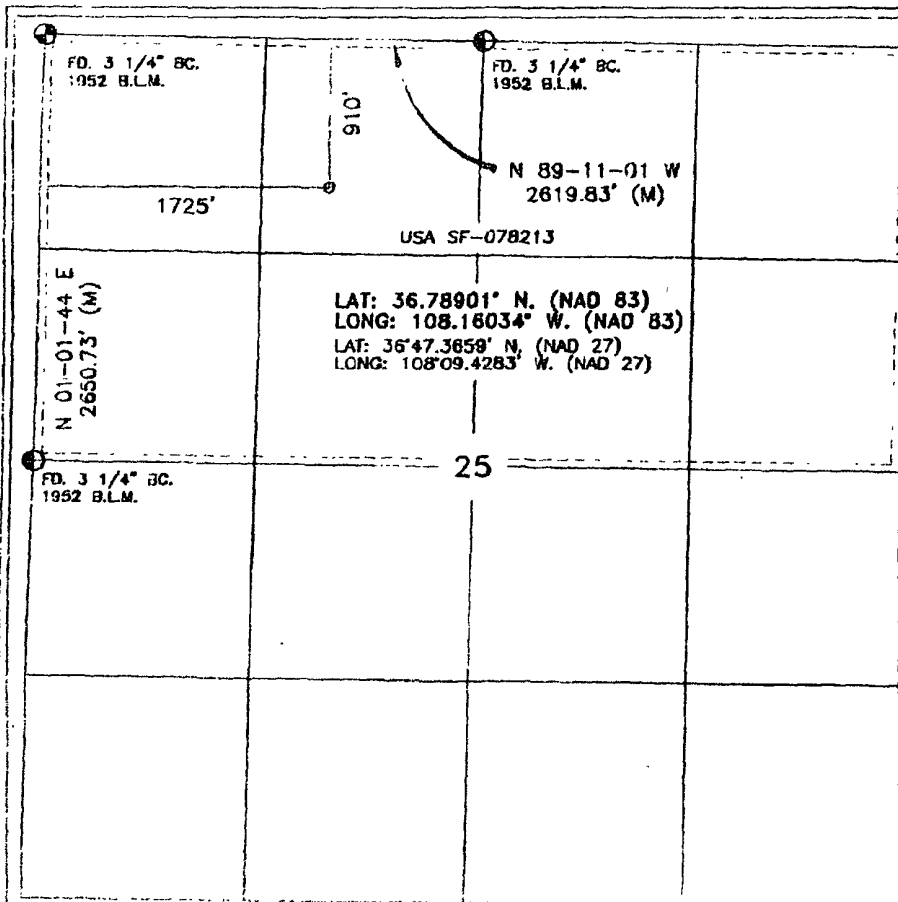 FD. 3 1/4" BC.
1952 B.L.M.
FD. 3 1/4" BC.
1952 B.L.M.
910'
N 89-11-01 W
2619.83' (M)
1725'
USA SF-078213
N 01-01-44 E
2650.73' (M)
LAT: 36.78901° N. (NAD 83)
LONG: 108.16034° W. (NAD 83)
LAT: 36°47.3659' N. (NAD 27)
LONG: 108°09.4283' W. (NAD 27)
FD. 3 1/4" BC.
1952 B.L.M.
25